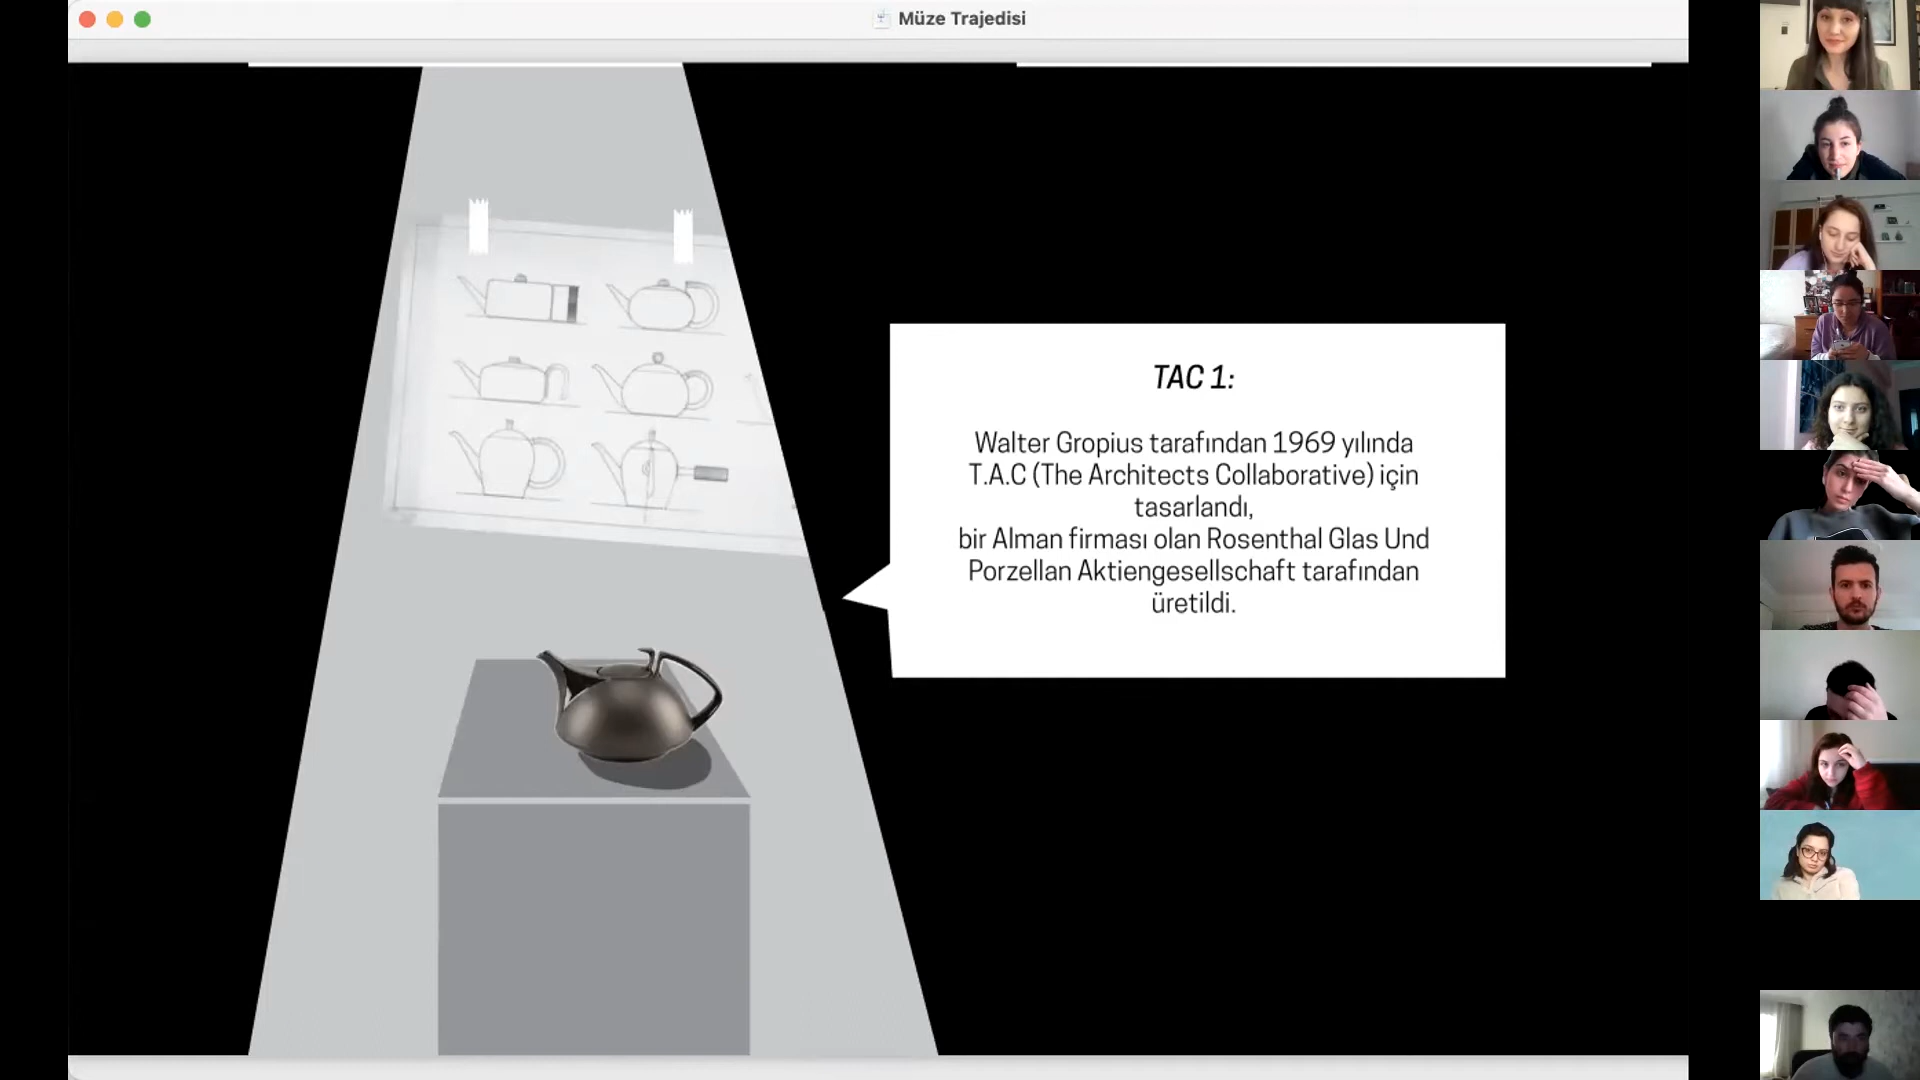 Müze Trajedisi
TAC 1:
Walter Gropius tarafından 1969 yılında
T.A.C (The Architects Collaborative) için
tasarlandı,
bir Alman firması olan Rosenthal Glas Und
Porzellan Aktiengesellschaft tarafından
üretildi.